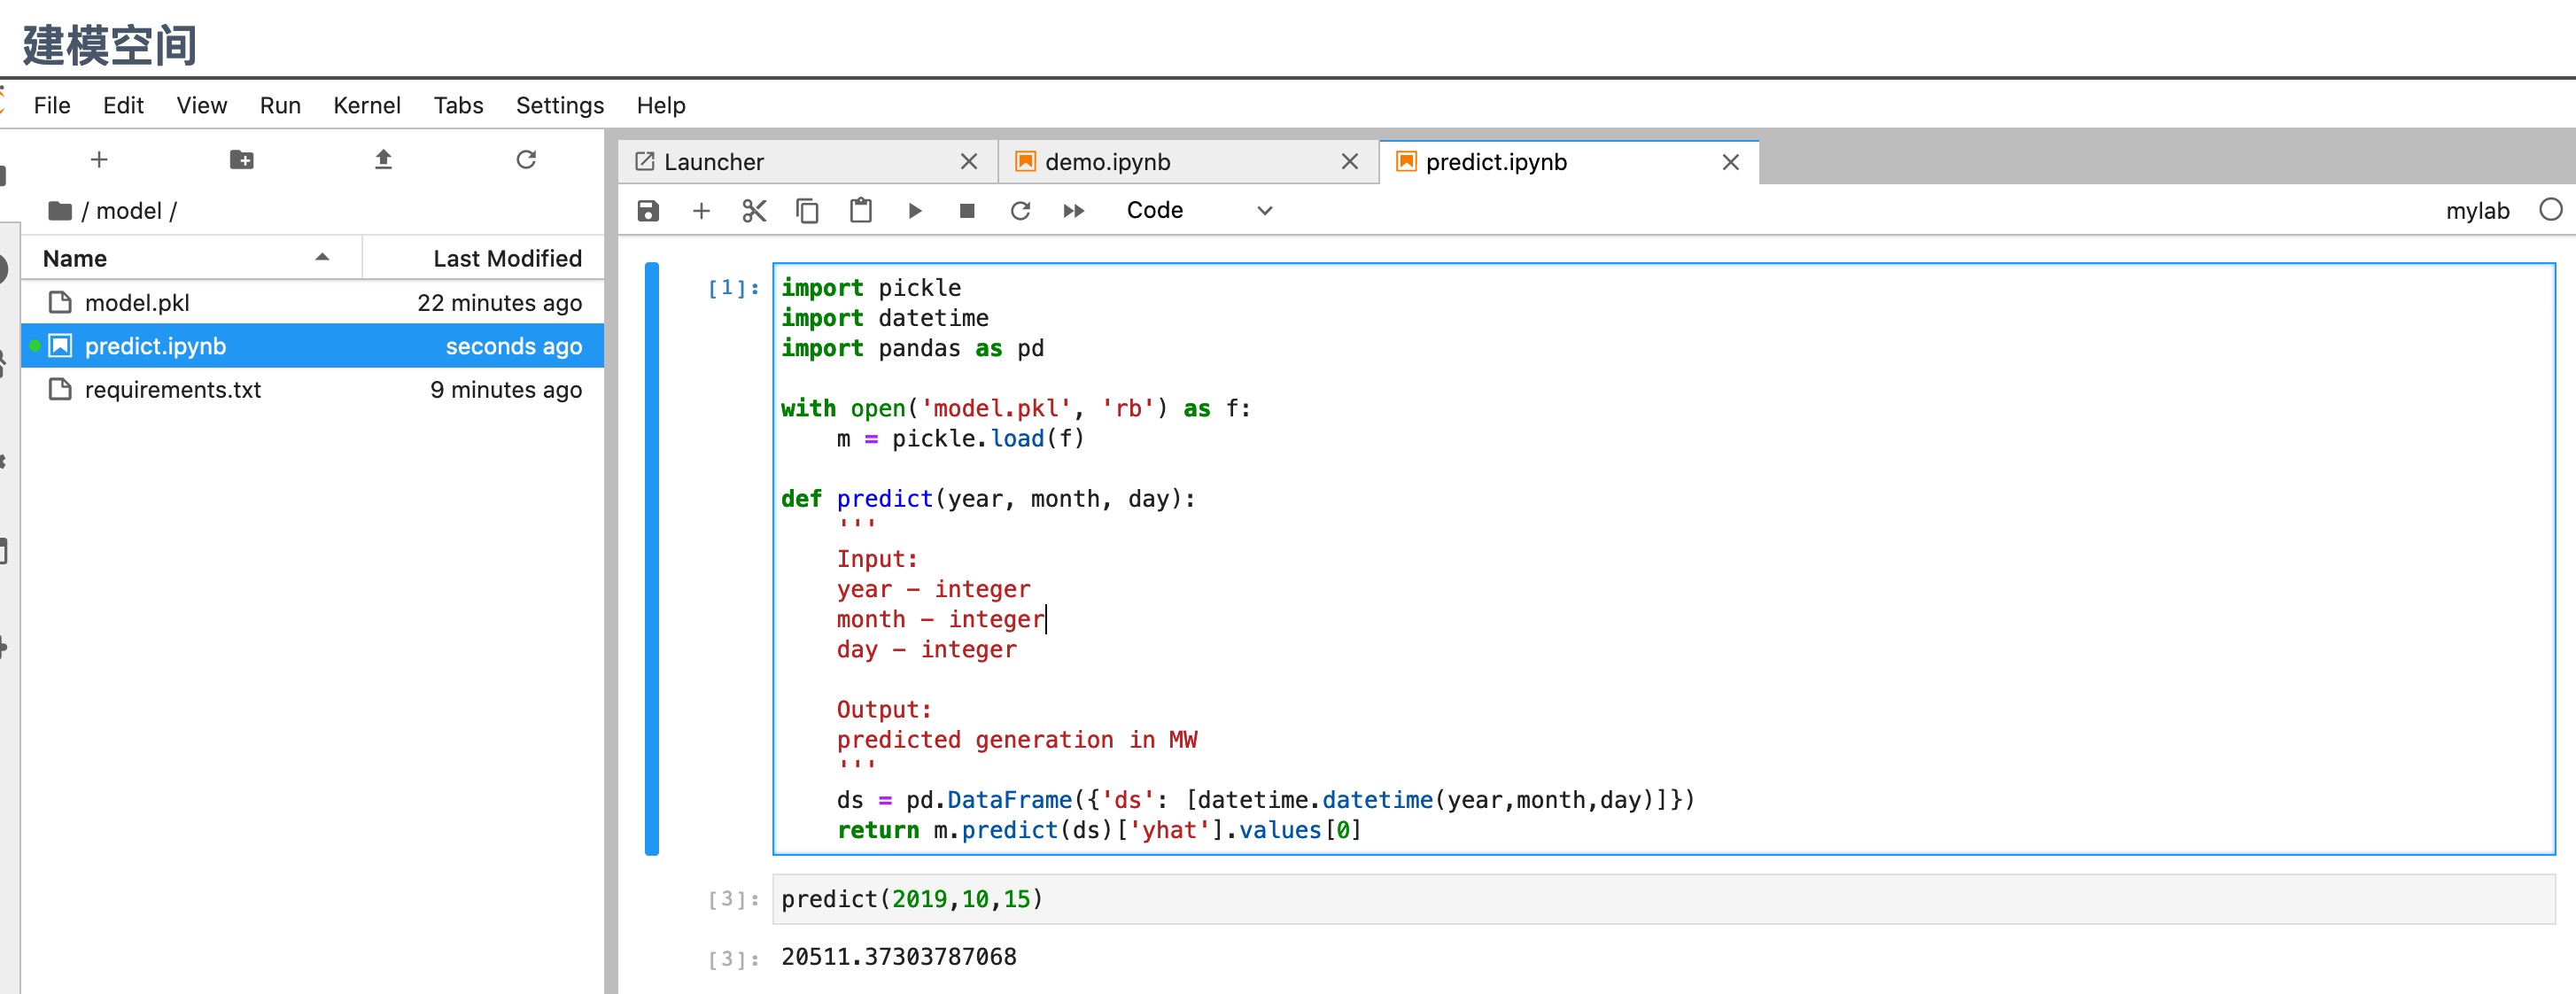 建模空间
File Edit View Run Kernel Tabs Settings Help
/ model /
Name Last Modified
model.pkl 22 minutes ago
predict.ipynb seconds ago
requirements.txt 9 minutes ago
Launcher demo.ipynb predict.ipynb
Code mylab
[1]: import pickle
import datetime
import pandas as pd
with open('model.pkl', 'rb') as f:
    m = pickle.load(f)
def predict(year, month, day):
    '''
    Input:
    year - integer
    month - integer
    day - integer
    Output:
    predicted generation in MW
    '''
    ds = pd.DataFrame({'ds': [datetime.datetime(year,month,day)]})
    return m.predict(ds)['yhat'].values[0]
[3]: predict(2019,10,15)
[3]: 20511.37303787068